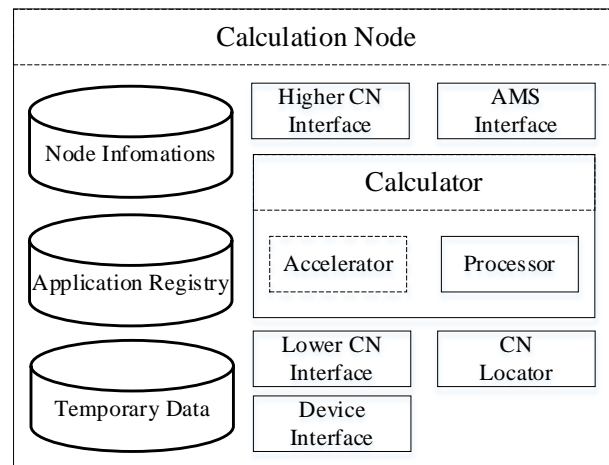 Calculation Node
Higher CN
Interface
AMS
Interface
Node Infomations
Calculator
Application Registry
Accelerator
Processor
Lower CN
Interface
CN
Locator
Temporary Data
Device
Interface